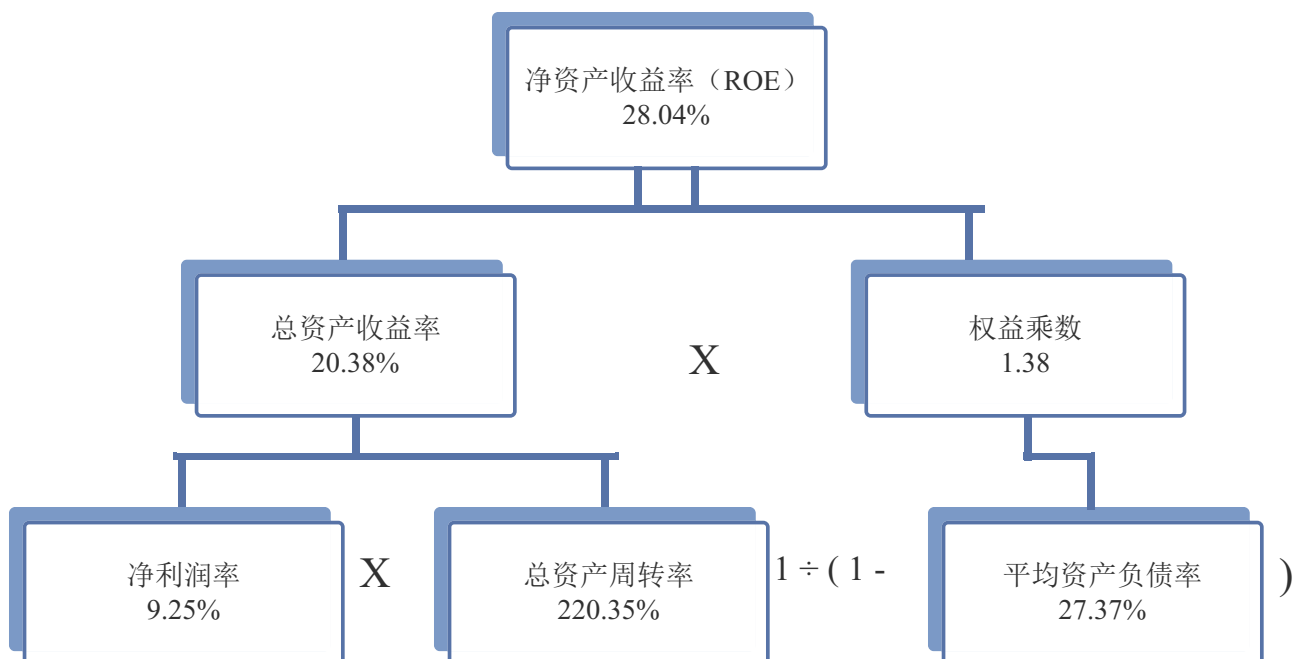 净资产收益率（ROE）
28.04%
总资产收益率
20.38%
X
权益乘数
1.38
净利润率
9.25%
X
总资产周转率
220.35%
1 ÷ ( 1 -
平均资产负债率
27.37%
)